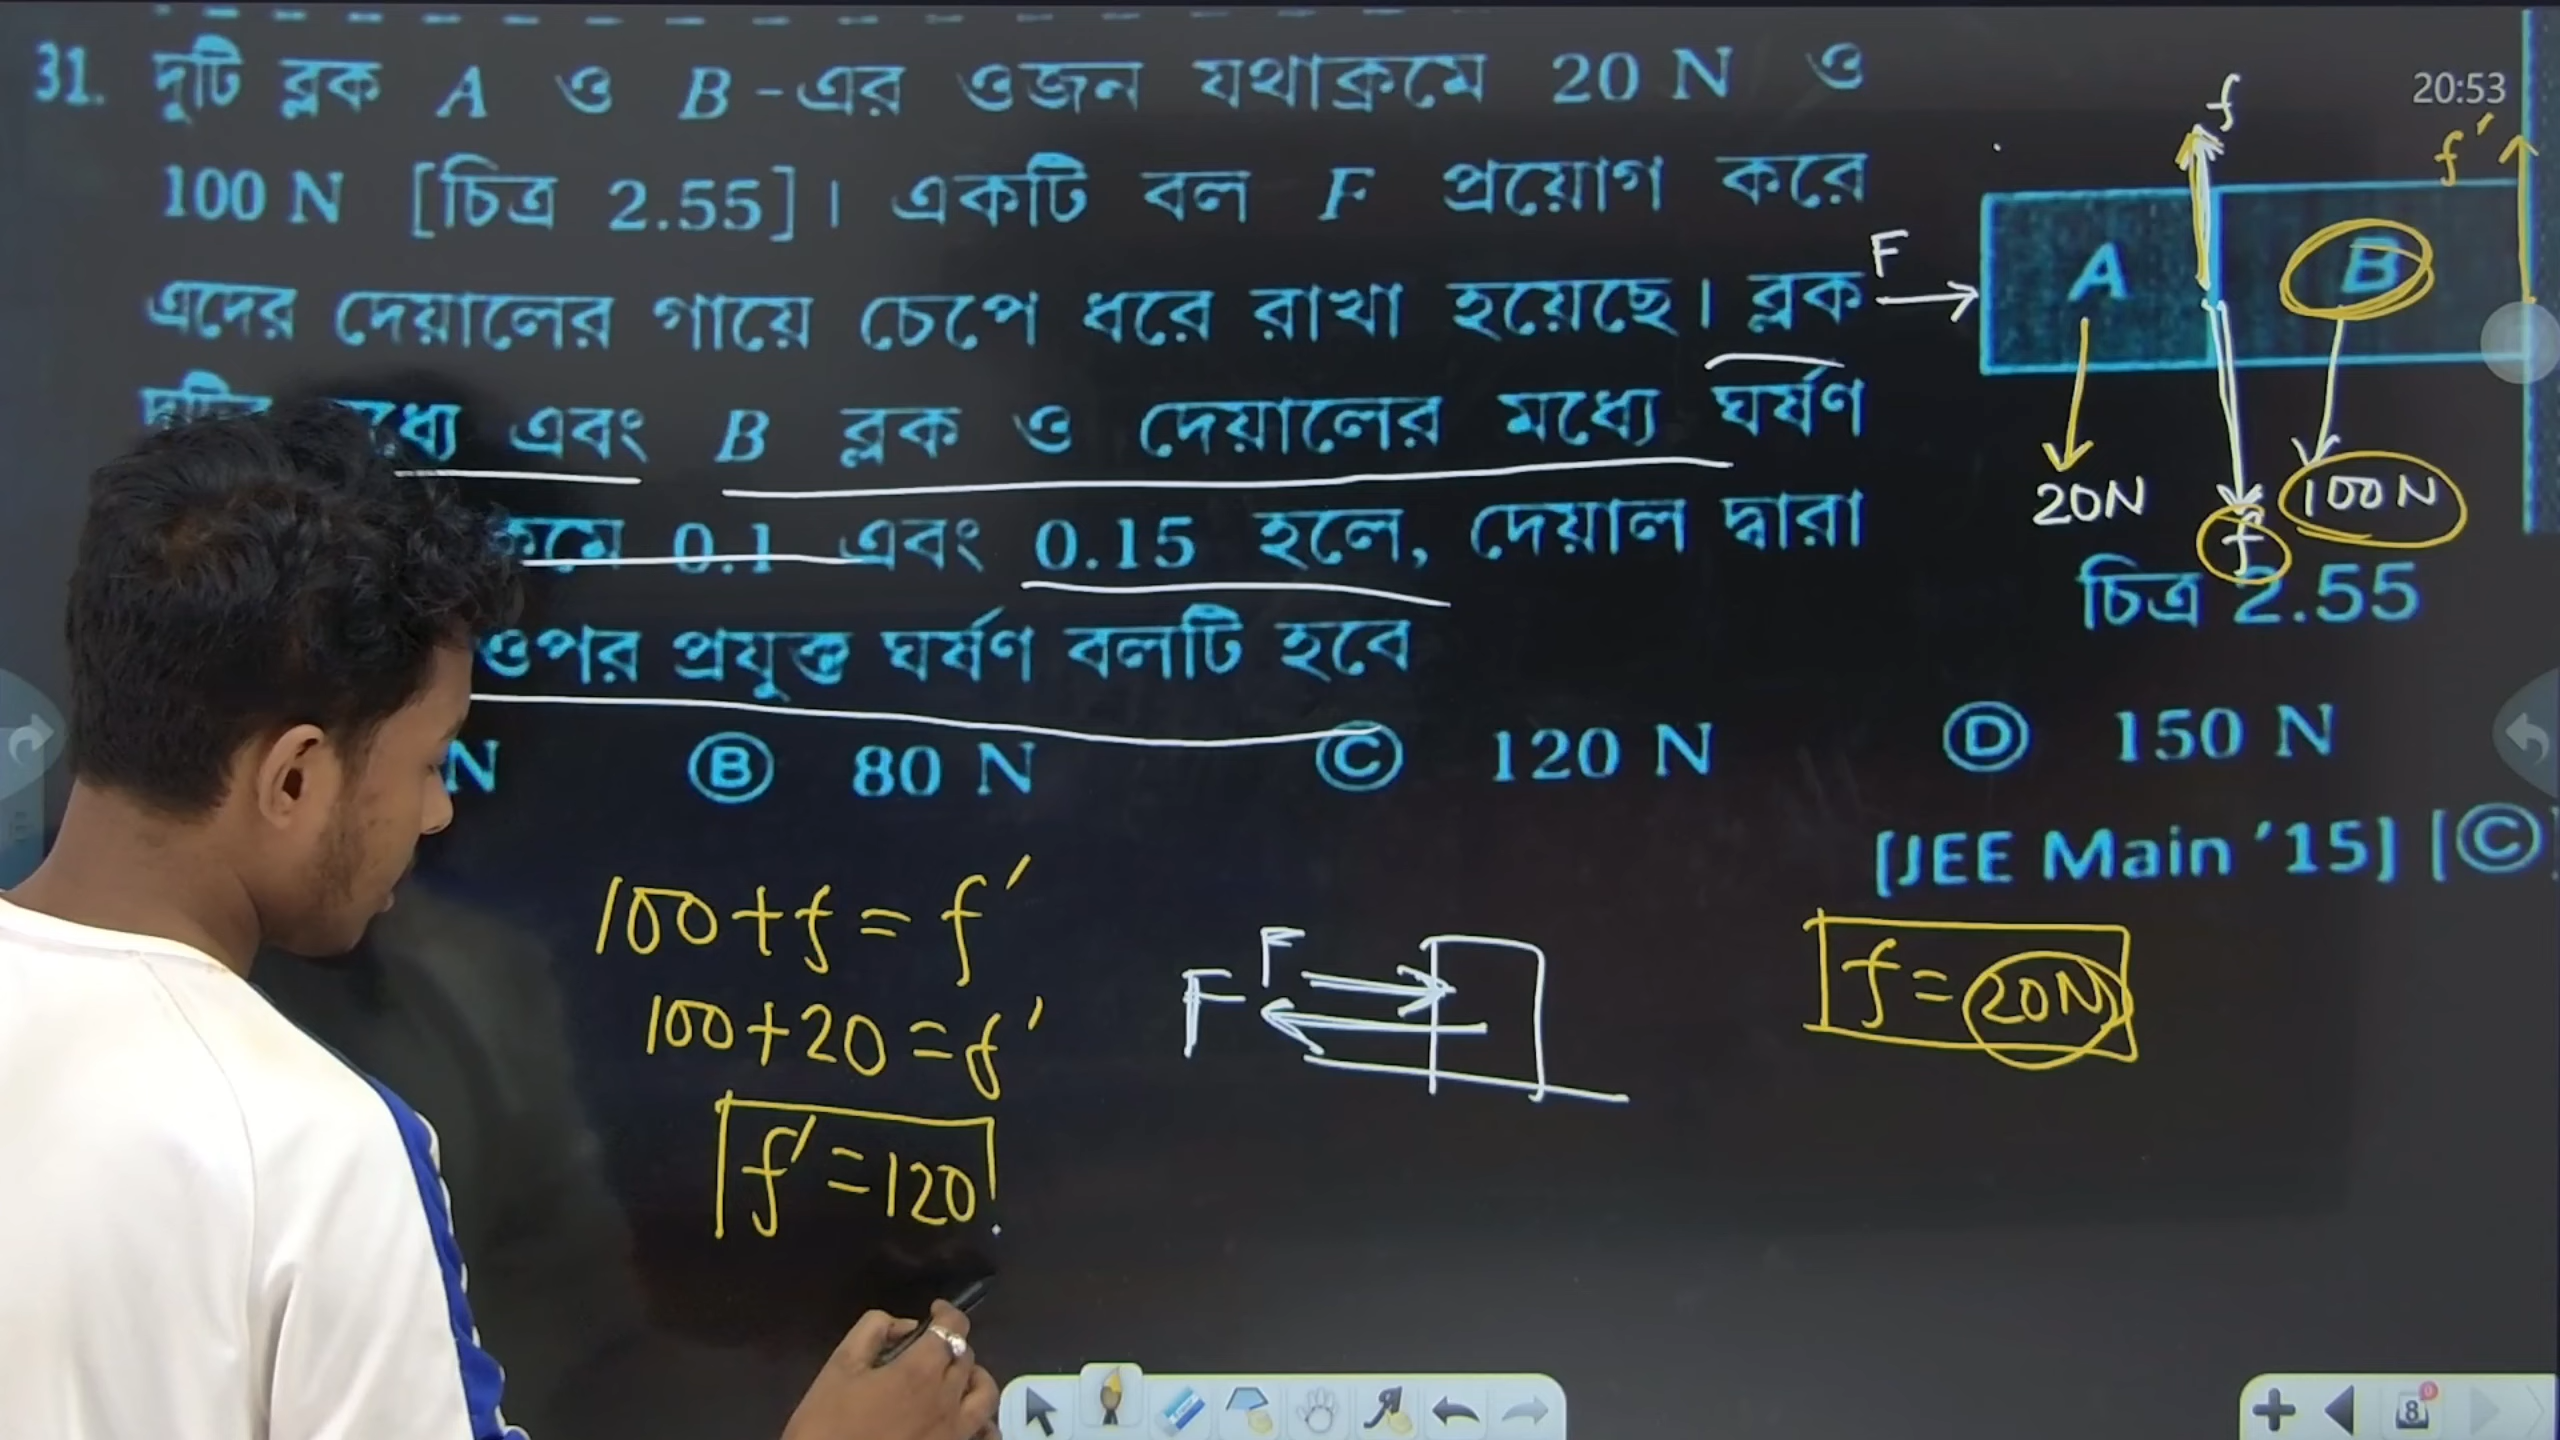 31. দুটি ব্লক A ও B-এর ওজন যথাক্রমে 20 N ও
100 N [চিত্র 2.55]। একটি বল F প্রয়োগ করে
এদের দেয়ালের গায়ে চেপে ধরে রাখা হয়েছে। ব্লক
এবং B ব্লক ও দেয়ালের মধ্যে ঘর্ষণ
0.1 এবং 0.15 হলে, দেয়াল দ্বারা
ওপর প্রযুক্ত ঘর্ষণ বলটি হবে
N Ⓑ 80 N Ⓒ 120 N Ⓓ 150 N
[JEE Main '15] [Ⓒ]
20:53
f
f'
F
A
B
20N
f
100N
চিত্র 2.55
100+f=f'
100+20=f'
f'=120
F
F
f=20N
8